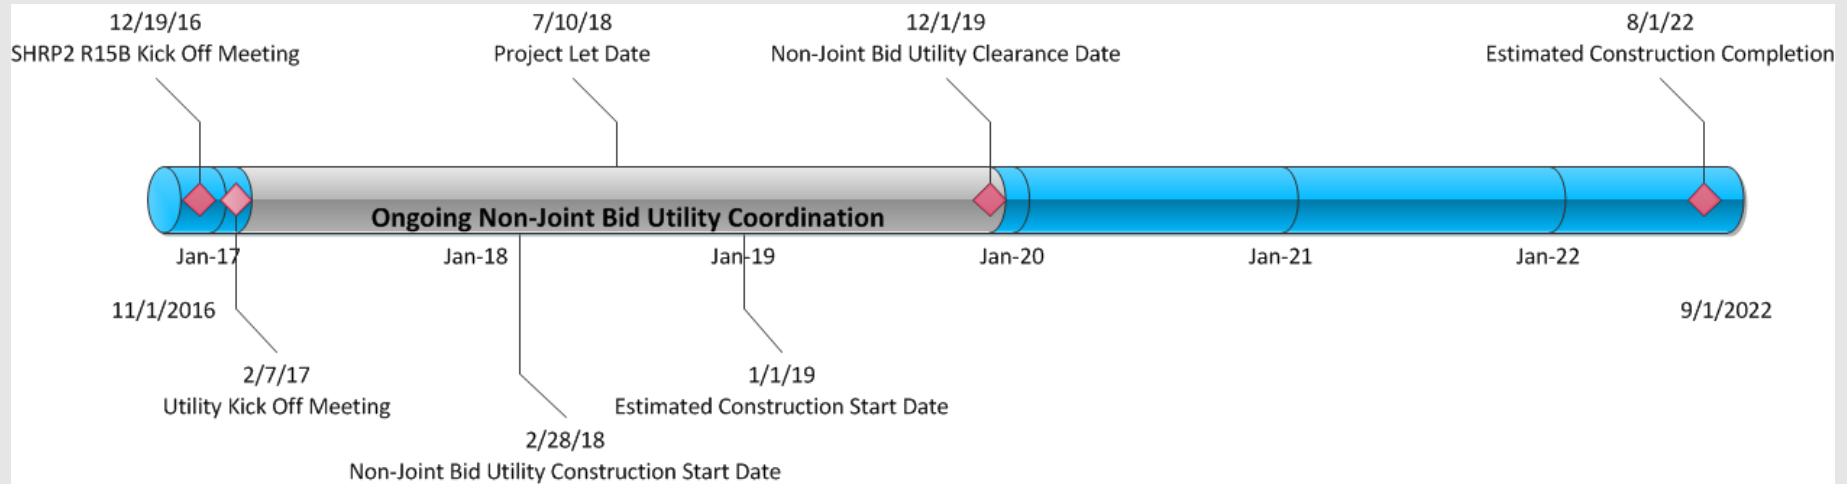 12/19/16
SHRP2 R15B Kick Off Meeting
7/10/18
Project Let Date
12/1/19
Non-Joint Bid Utility Clearance Date
8/1/22
Estimated Construction Completion
Ongoing Non-Joint Bid Utility Coordination
Jan-17
Jan-18
Jan-19
Jan-20
Jan-21
Jan-22
11/1/2016
9/1/2022
2/7/17
Utility Kick Off Meeting
1/1/19
Estimated Construction Start Date
2/28/18
Non-Joint Bid Utility Construction Start Date